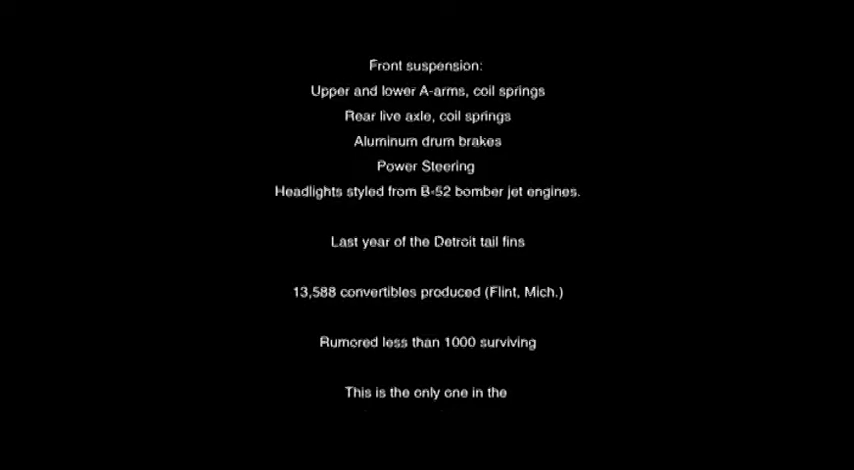 Front suspension:
Upper and lower A-arms, coil springs
Rear live axle, coil springs
Aluminum drum brakes
Power Steering
Headlights styled from B-52 bomber jet engines.
Last year of the Detroit tail fins
13,588 convertibles produced (Flint, Mich.)
Rumored less than 1000 surviving
This is the only one in the